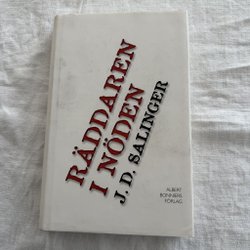 RÄDDAREN
I NÖDEN
J. D. SALINGER
ALBERT
BONNIERS
FÖRLAG